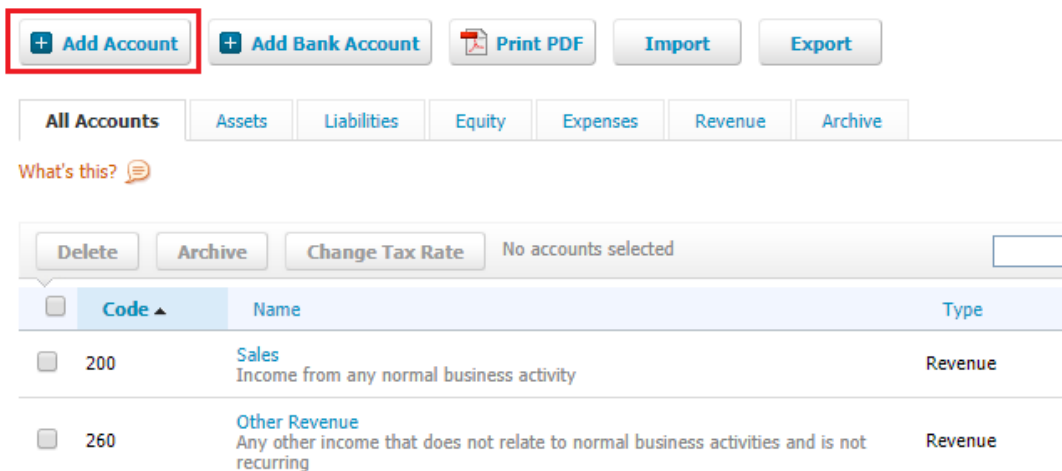 Add Account Add Bank Account Print PDF Import Export
All Accounts Assets Liabilities Equity Expenses Revenue Archive
What's this?
Delete Archive Change Tax Rate No accounts selected
Code Name Type
200 Sales Revenue
Income from any normal business activity
260 Other Revenue Revenue
Any other income that does not relate to normal business activities and is not
recurring